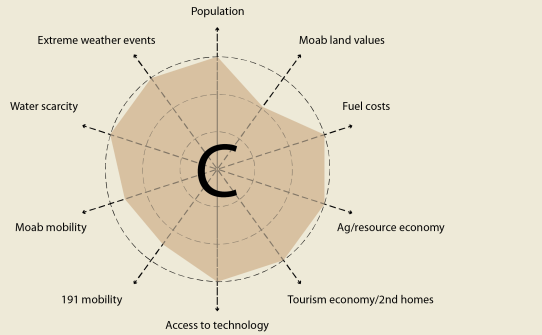 Population
Extreme weather events
Moab land values
Water scarcity
Fuel costs
C
Moab mobility
Ag/resource economy
191 mobility
Tourism economy/2nd homes
Access to technology